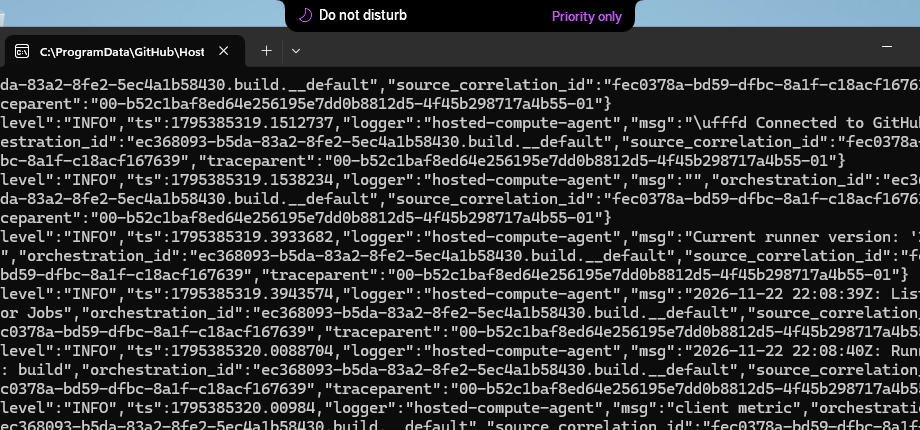 Do not disturb
Priority only
C:\ProgramData\GitHub\Host
da-83a2-8fe2-5ec4a1b58430.build.__default","source_correlation_id":"fec0378a-bd59-dfbc-8a1f-c18acf1676
ceparent":"00-b52c1baf8ed64e256195e7dd0b8812d5-4f45b298717a4b55-01"}
level":"INFO","ts":1795385319.1512737,"logger":"hosted-compute-agent","msg":"\ufffd Connected to GitHub
estration_id":"ec368093-b5da-83a2-8fe2-5ec4a1b58430.build.__default","source_correlation_id":"fec0378a-
bc-8a1f-c18acf167639","traceparent":"00-b52c1baf8ed64e256195e7dd0b8812d5-4f45b298717a4b55-01"}
level":"INFO","ts":1795385319.1538234,"logger":"hosted-compute-agent","msg":"","orchestration_id":"ec36
da-83a2-8fe2-5ec4a1b58430.build.__default","source_correlation_id":"fec0378a-bd59-dfbc-8a1f-c18acf1676
ceparent":"00-b52c1baf8ed64e256195e7dd0b8812d5-4f45b298717a4b55-01"}
level":"INFO","ts":1795385319.3933682,"logger":"hosted-compute-agent","msg":"Current runner version: '
","orchestration_id":"ec368093-b5da-83a2-8fe2-5ec4a1b58430.build.__default","source_correlation_id":"fe
bd59-dfbc-8a1f-c18acf167639","traceparent":"00-b52c1baf8ed64e256195e7dd0b8812d5-4f45b298717a4b55-01"}
level":"INFO","ts":1795385319.3943574,"logger":"hosted-compute-agent","msg":"2026-11-22 22:08:39Z: List
or Jobs","orchestration_id":"ec368093-b5da-83a2-8fe2-5ec4a1b58430.build.__default","source_correlation
c0378a-bd59-dfbc-8a1f-c18acf167639","traceparent":"00-b52c1baf8ed64e256195e7dd0b8812d5-4f45b298717a4b55
level":"INFO","ts":1795385320.0088704,"logger":"hosted-compute-agent","msg":"2026-11-22 22:08:40Z: Runn
: build","orchestration_id":"ec368093-b5da-83a2-8fe2-5ec4a1b58430.build.__default","source_correlation
c0378a-bd59-dfbc-8a1f-c18acf167639","traceparent":"00-b52c1baf8ed64e256195e7dd0b8812d5-4f45b298717a4b55
level":"INFO","ts":1795385320.00984,"logger":"hosted-compute-agent","msg":"client metric","orchestratio
ec368093-b5da-83a2-8fe2-5ec4a1b58430.build.__default","source_correlation_id":"fec0378a-bd59-dfbc-8a1f